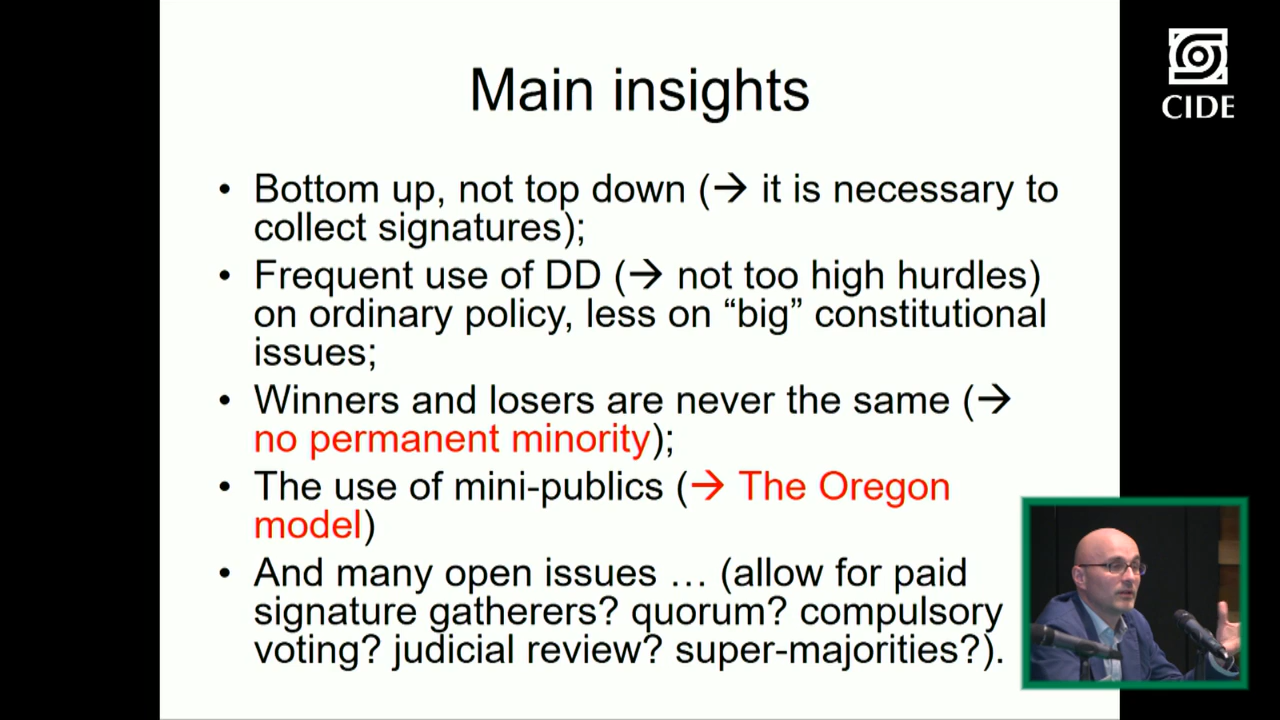 Main insights
CIDE
• Bottom up, not top down (→ it is necessary to
collect signatures);
• Frequent use of DD (→ not too high hurdles)
on ordinary policy, less on “big” constitutional
issues;
• Winners and losers are never the same (→
no permanent minority);
• The use of mini-publics (→ The Oregon
model)
• And many open issues … (allow for paid
signature gatherers? quorum? compulsory
voting? judicial review? super-majorities?).